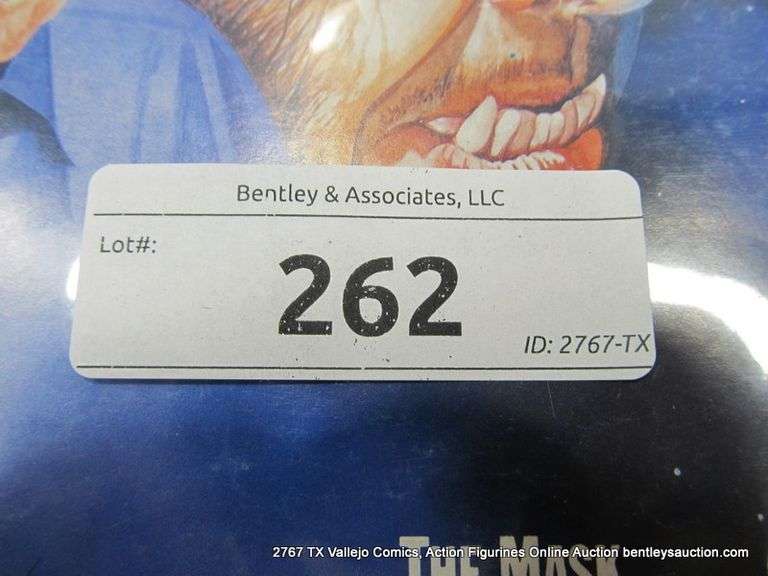 Bentley & Associates, LLC
Lot#:
262
ID: 2767-TX
THE MASK
2767 TX Vallejo Comics, Action Figurines Online Auction bentleysauction.com